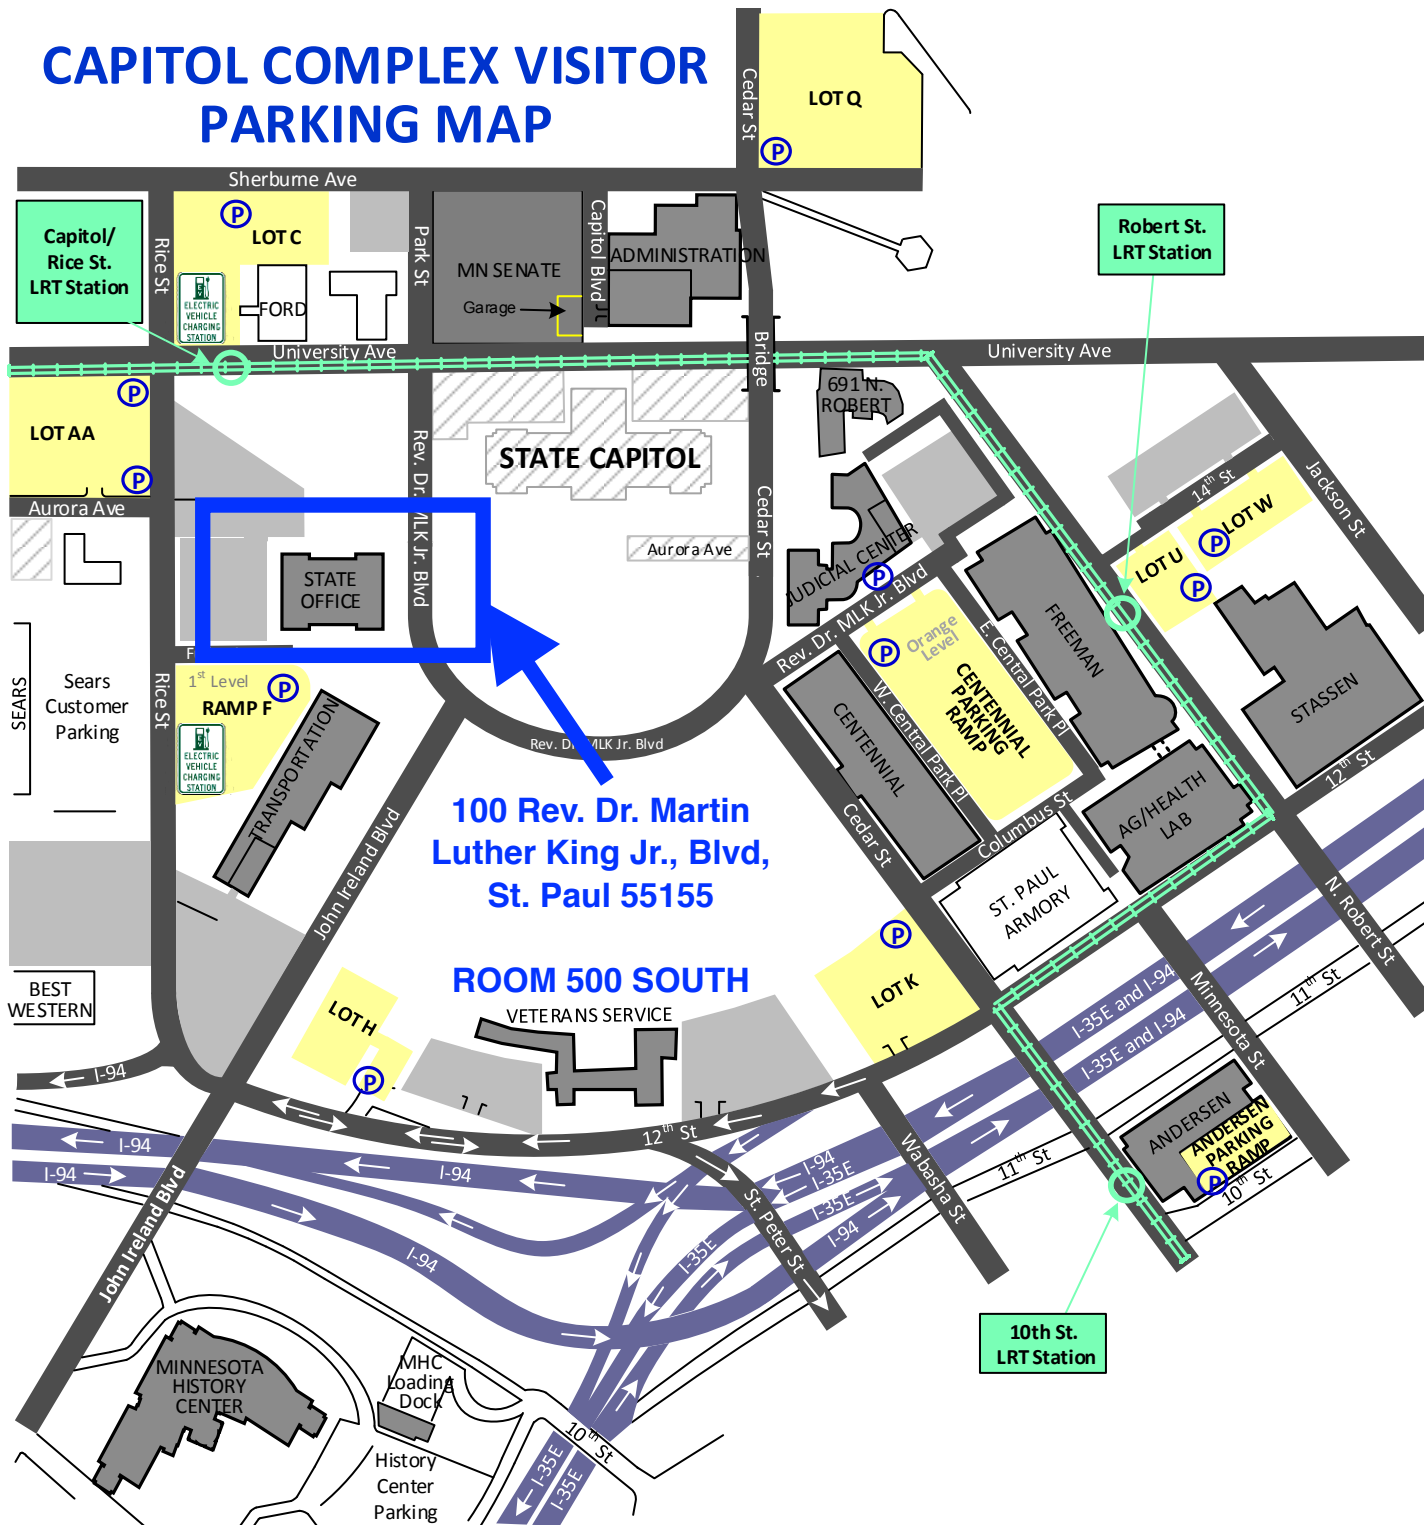 CAPITOL COMPLEX VISITOR
PARKING MAP
Cedar St
LOT Q
P
Sherburne Ave
Capitol/
Rice St.
LRT Station
Rice St
P
LOT C
ELECTRIC
VEHICLE
CHARGING
STATION
FORD
Park St
MN SENATE
Garage
Capitol Blvd
ADMINISTRATION
Robert St.
LRT Station
University Ave
Bridge
University Ave
P
LOT AA
P
Aurora Ave
691 N.
ROBERT
STATE CAPITOL
Rev. Dr. MLK Jr. Blvd
Cedar St
Aurora Ave
JUDICIAL CENTER
P
14th St
LOT W
P
LOT U
P
Jackson St
STATE
OFFICE
F
Rev. Dr. MLK Jr. Blvd
P
Orange
Level
CENTENNIAL
PARKING
RAMP
E. Central Park Pl
FREEMAN
STASSEN
12th St
SEARS
Sears
Customer
Parking
Rice St
1st Level
P
RAMP F
EV
ELECTRIC
VEHICLE
CHARGING
STATION
TRANSPORTATION
Rev. Dr. MLK Jr. Blvd
CENTENNIAL
W. Central Park Pl
AG/HEALTH
LAB
Columbus St
Cedar St
100 Rev. Dr. Martin
Luther King Jr., Blvd,
St. Paul 55155
John Ireland Blvd
ST. PAUL
ARMORY
N. Robert St
P
LOT K
ROOM 500 SOUTH
VETERANS SERVICE
BEST
WESTERN
LOT H
P
I-35E and I-94
I-35E and I-94
11th St
Minnesota St
I-94
12th St
I-94
I-94
I-94
I-94
I-35E
I-35E
I-94
I-94
I-35E
Wabasha St
11th St
ANDERSEN
ANDERSEN
PARKING
RAMP
P
10th St
St. Peter St
John Ireland Blvd
10th St.
LRT Station
MINNESOTA
HISTORY
CENTER
MHC
Loading
Dock
10th St
History
Center
Parking
I-35E
I-35E